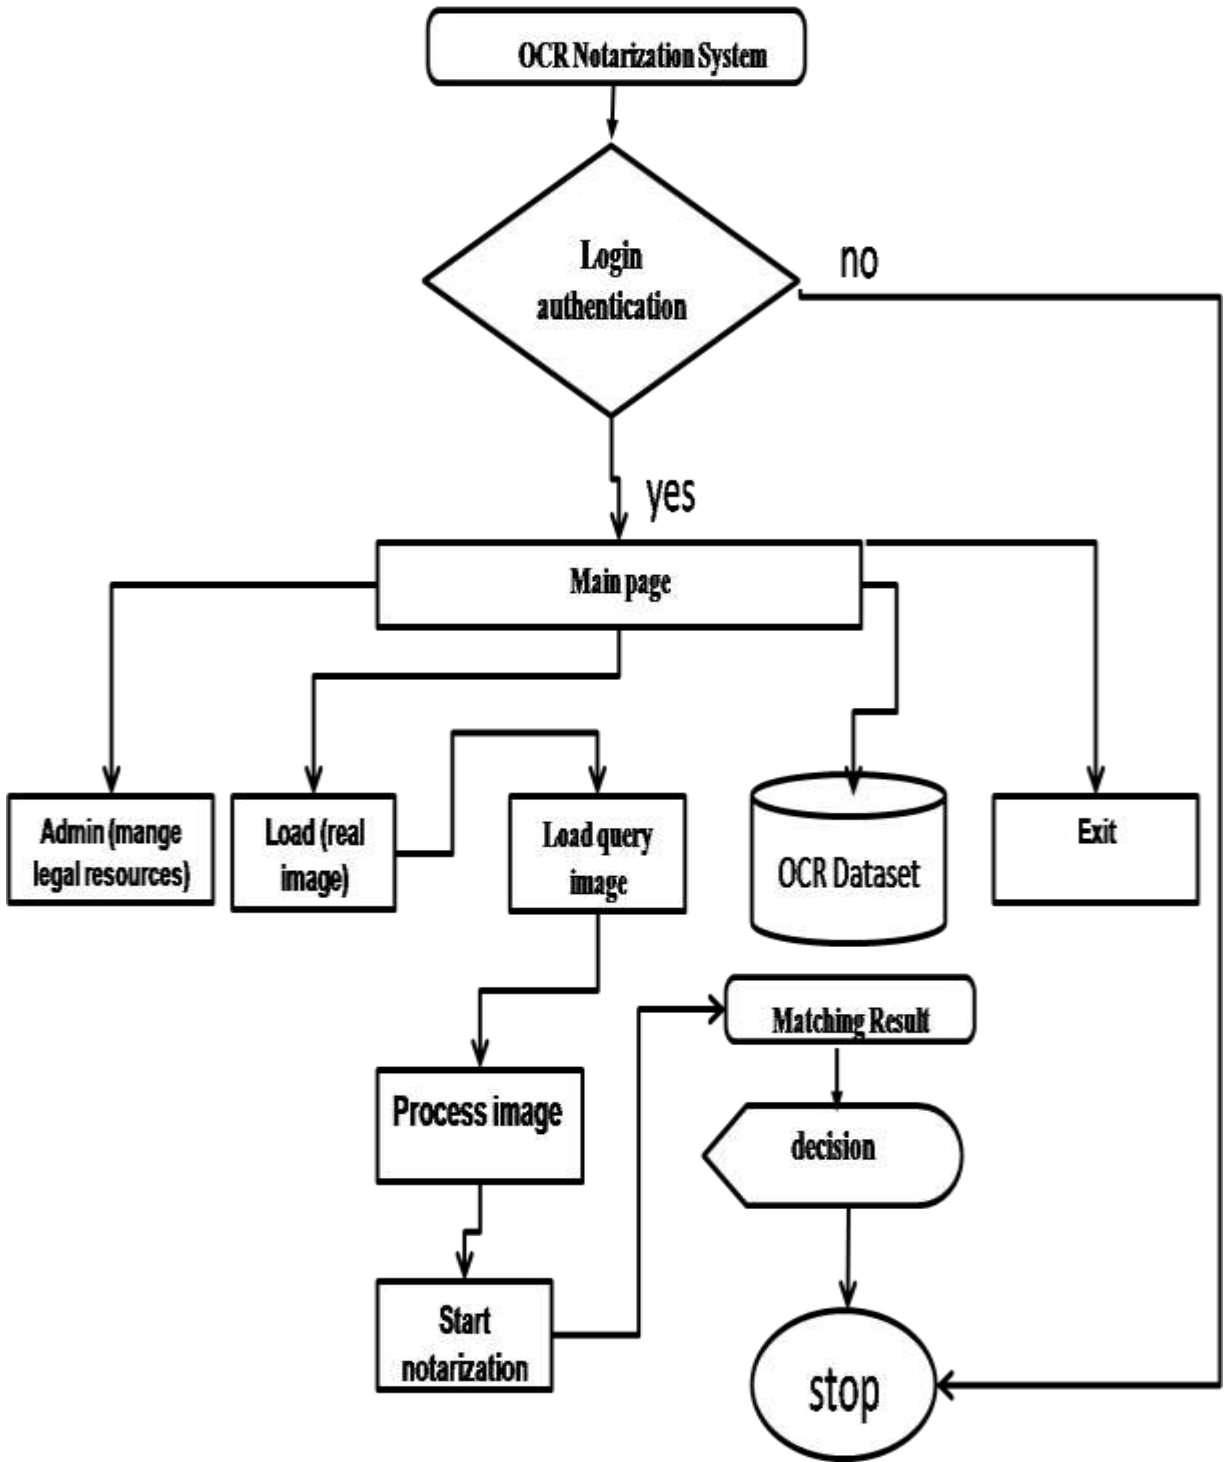 OCR Notarization System
Login
authentication
no
yes
Main page
Admin (mange
legal resources)
Load (real
image)
Load query
image
OCR Dataset
Exit
Matching Result
Process image
decision
Start
notarization
stop